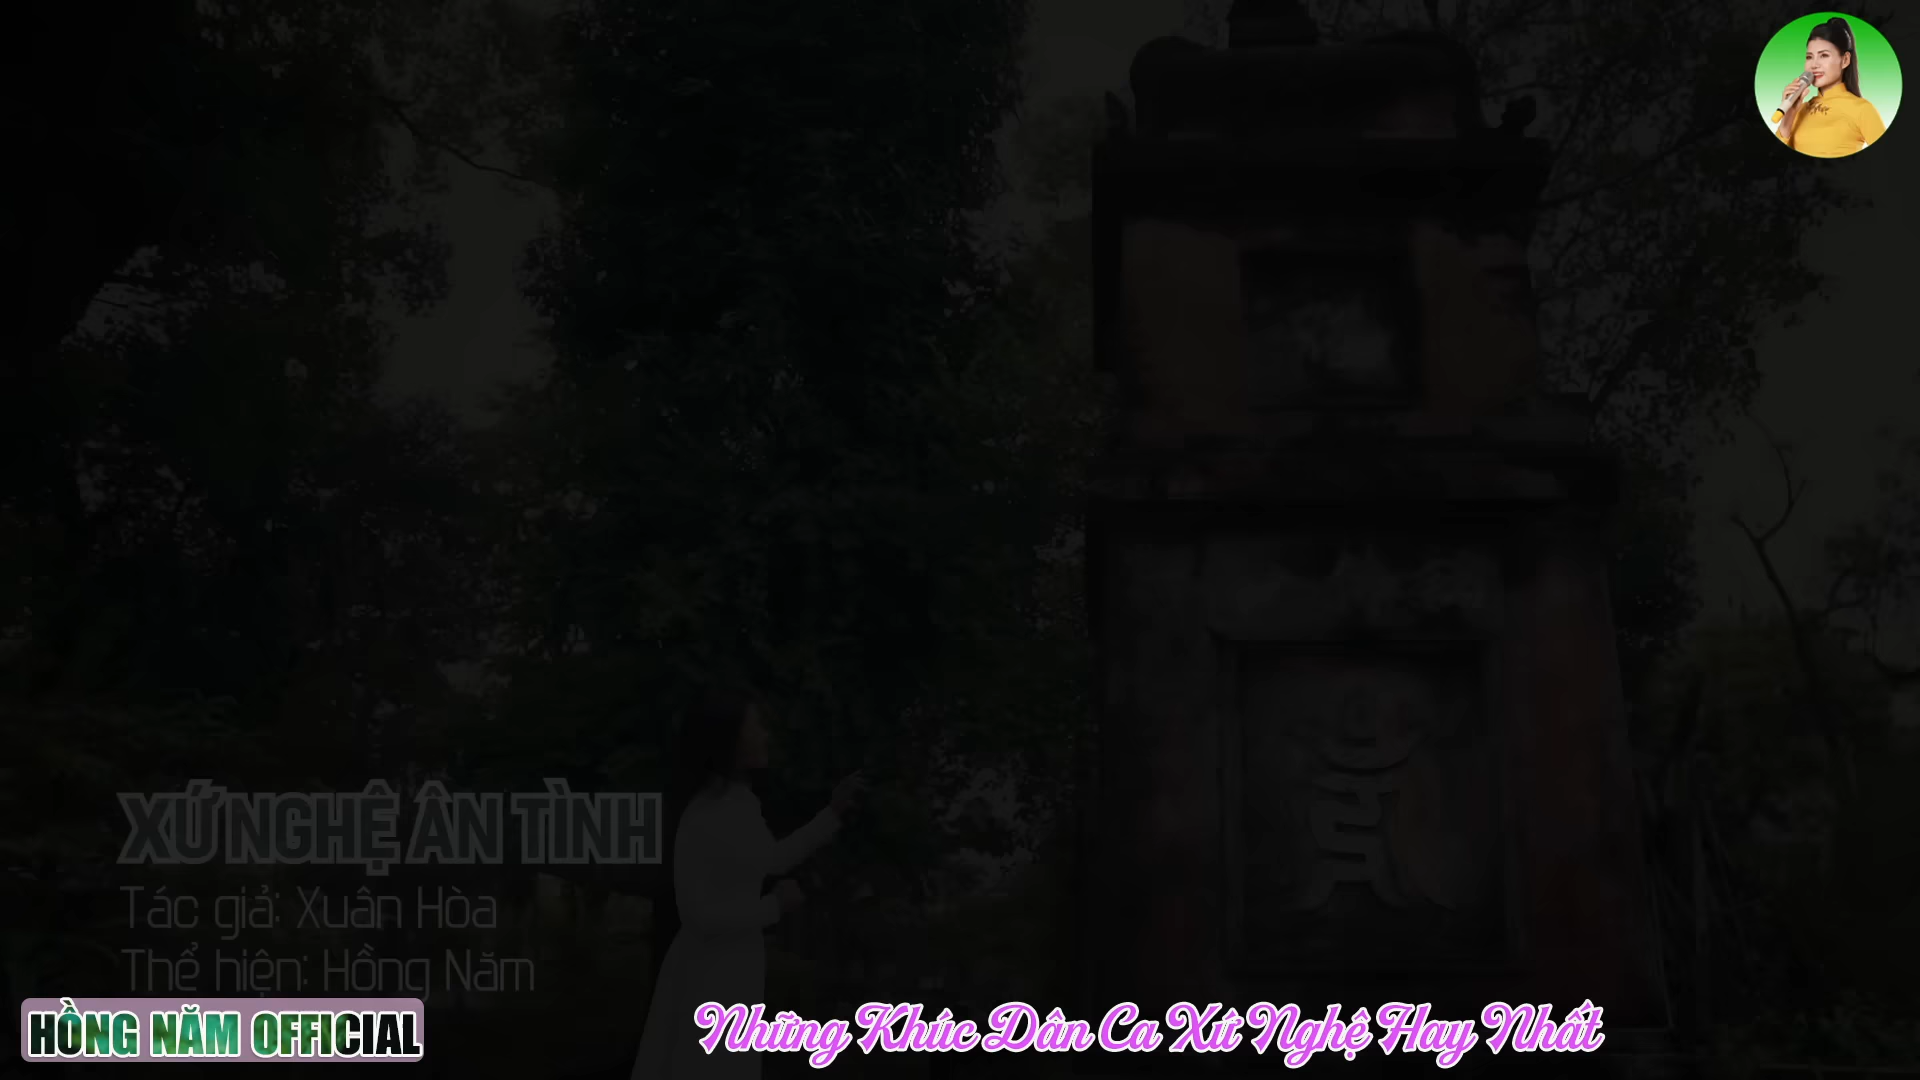 XỨ NGHỆ ÂN TÌNH
Tác giả: Xuân Hòa
Thể hiện: Hồng Năm
HỒNG NĂM OFFICIAL
Những Khúc Dân Ca Xứ Nghệ Hay Nhất